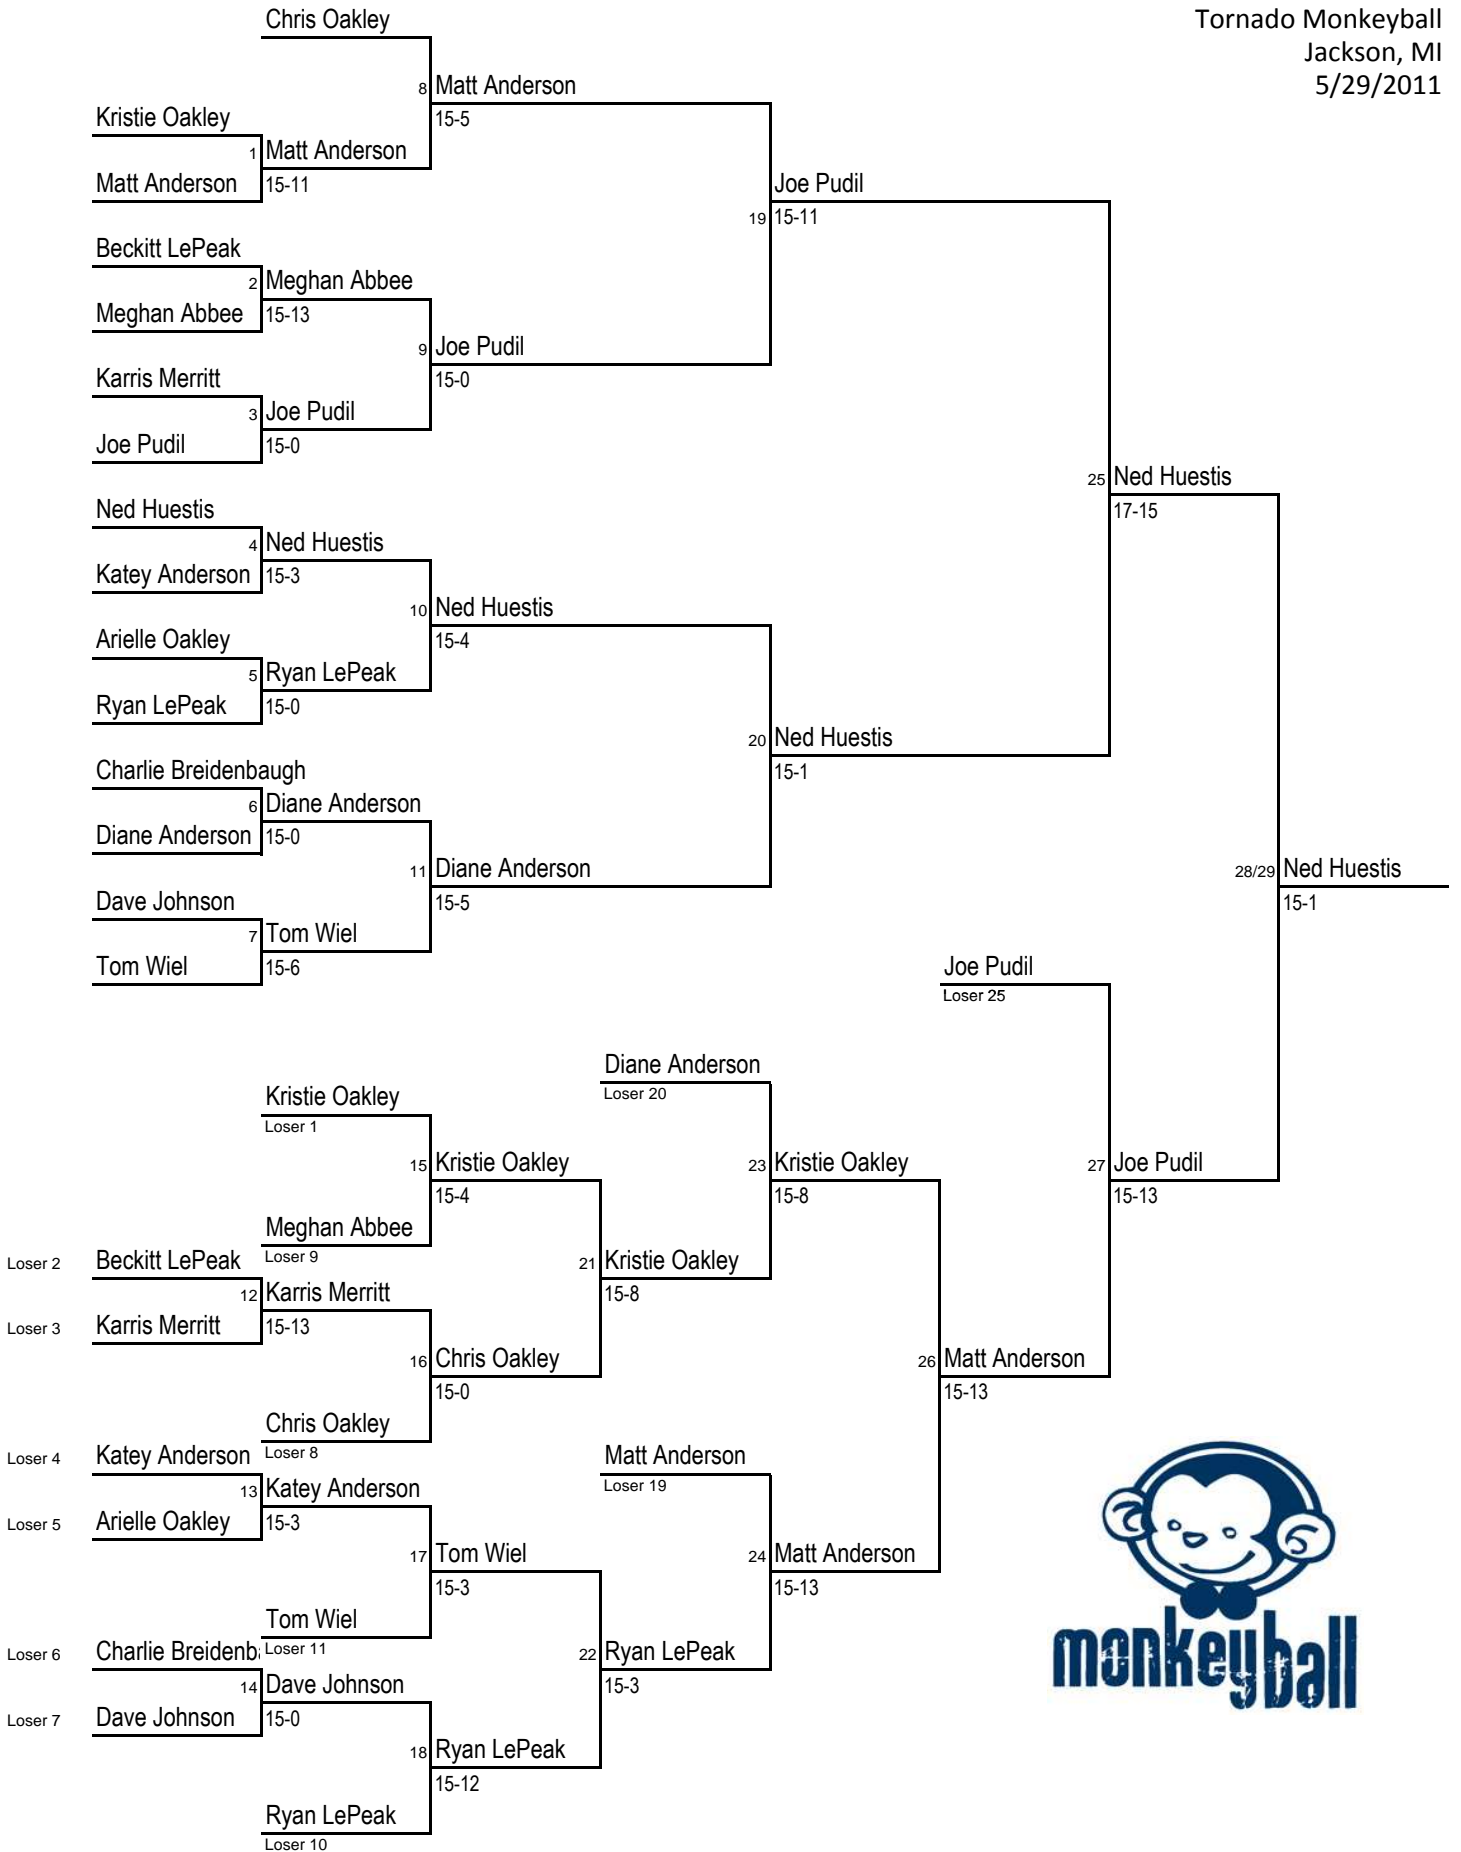 Chris Oakley
Tornado Monkeyball
Jackson, MI
5/29/2011
8 Matt Anderson
15-5
Kristie Oakley
1 Matt Anderson
Matt Anderson 15-11
Joe Pudil
19 15-11
Beckitt LePeak
2 Meghan Abbee
Meghan Abbee 15-13
9 Joe Pudil
15-0
Karris Merritt
3 Joe Pudil
Joe Pudil 15-0
25 Ned Huestis
17-15
Ned Huestis
4 Ned Huestis
Katey Anderson 15-3
10 Ned Huestis
15-4
Arielle Oakley
5 Ryan LePeak
Ryan LePeak 15-0
20 Ned Huestis
15-1
Charlie Breidenbaugh
6 Diane Anderson
Diane Anderson 15-0
11 Diane Anderson
15-5
28/29 Ned Huestis
15-1
Dave Johnson
7 Tom Wiel
Tom Wiel 15-6
Joe Pudil
Loser 25
Diane Anderson
Loser 20
Kristie Oakley
Loser 1
15 Kristie Oakley
15-4
23 Kristie Oakley
15-8
27 Joe Pudil
15-13
Meghan Abbee
Loser 9
Loser 2 Beckitt LePeak
21 Kristie Oakley
15-8
12 Karris Merritt
15-13
Loser 3 Karris Merritt
16 Chris Oakley
15-0
26 Matt Anderson
15-13
Chris Oakley
Loser 8
Loser 4 Katey Anderson
Matt Anderson
Loser 19
13 Katey Anderson
15-3
Loser 5 Arielle Oakley
17 Tom Wiel
15-3
24 Matt Anderson
15-13
Tom Wiel
Loser 11
Loser 6 Charlie Breidenb
22 Ryan LePeak
15-3
14 Dave Johnson
15-0
Loser 7 Dave Johnson
18 Ryan LePeak
15-12
Ryan LePeak
Loser 10
monkeyball